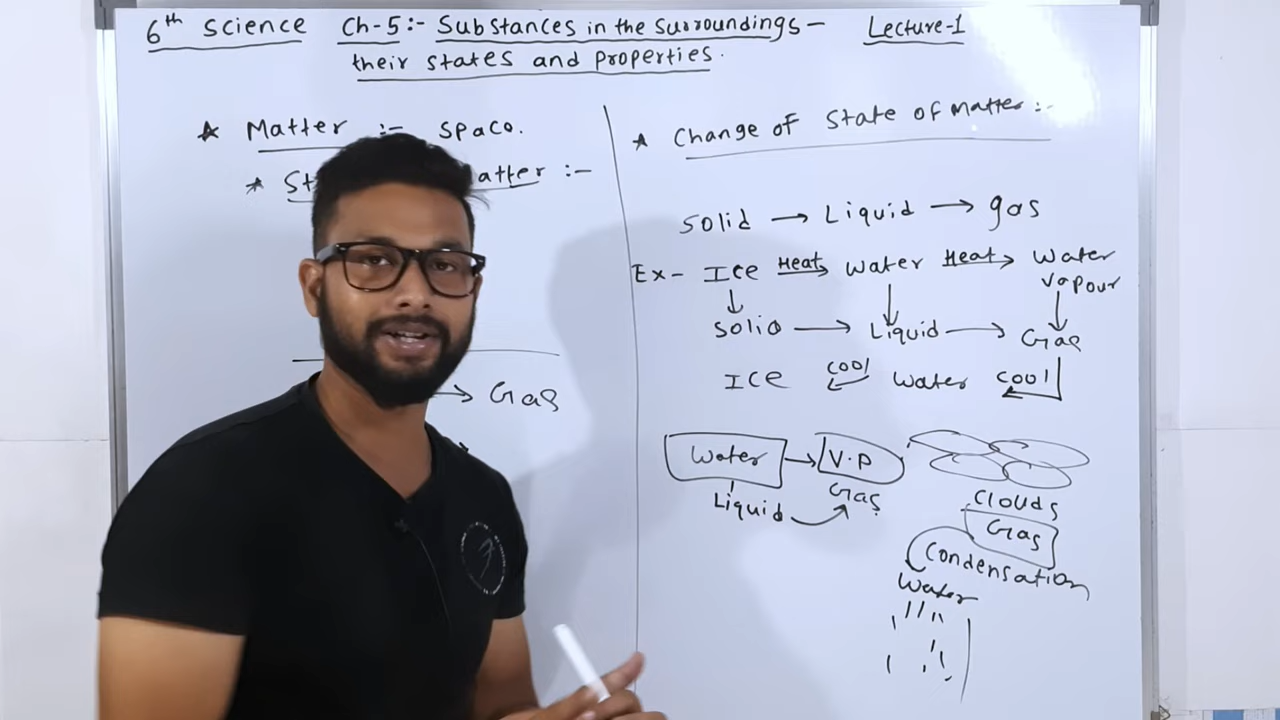 6th Science Ch-5:- Substances in the Surroundings- Lecture-1
their states and properties.
* Matter :- Space.
* St atter :-
→ Gas
* Change of State of Matter :-
Solid → Liquid → gas
Ex- Ice Heat→ Water Heat→ Water
vapour
Solid → Liquid → Gas
Ice cool Water cool
Water → V.P
Liquid Gas
Clouds
Gas
Condensation
Water